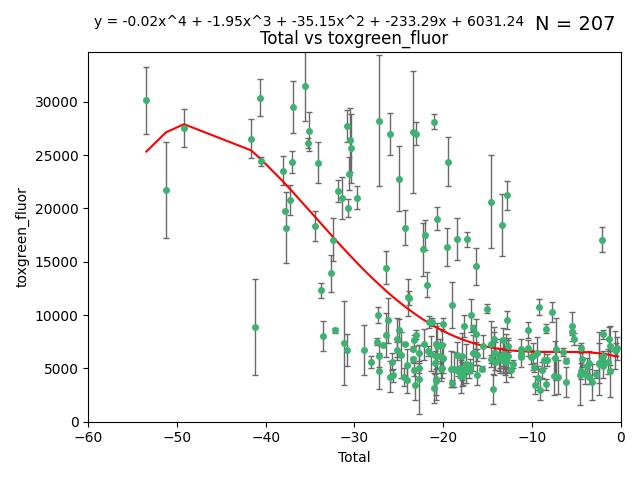 y = -0.02x^4 + -1.95x^3 + -35.15x^2 + -233.29x + 6031.24 N = 207
Total vs toxgreen_fluor
30000
25000
20000
15000
10000
5000
0
toxgreen_fluor
−60 −50 −40 −30 −20 −10 0
Total